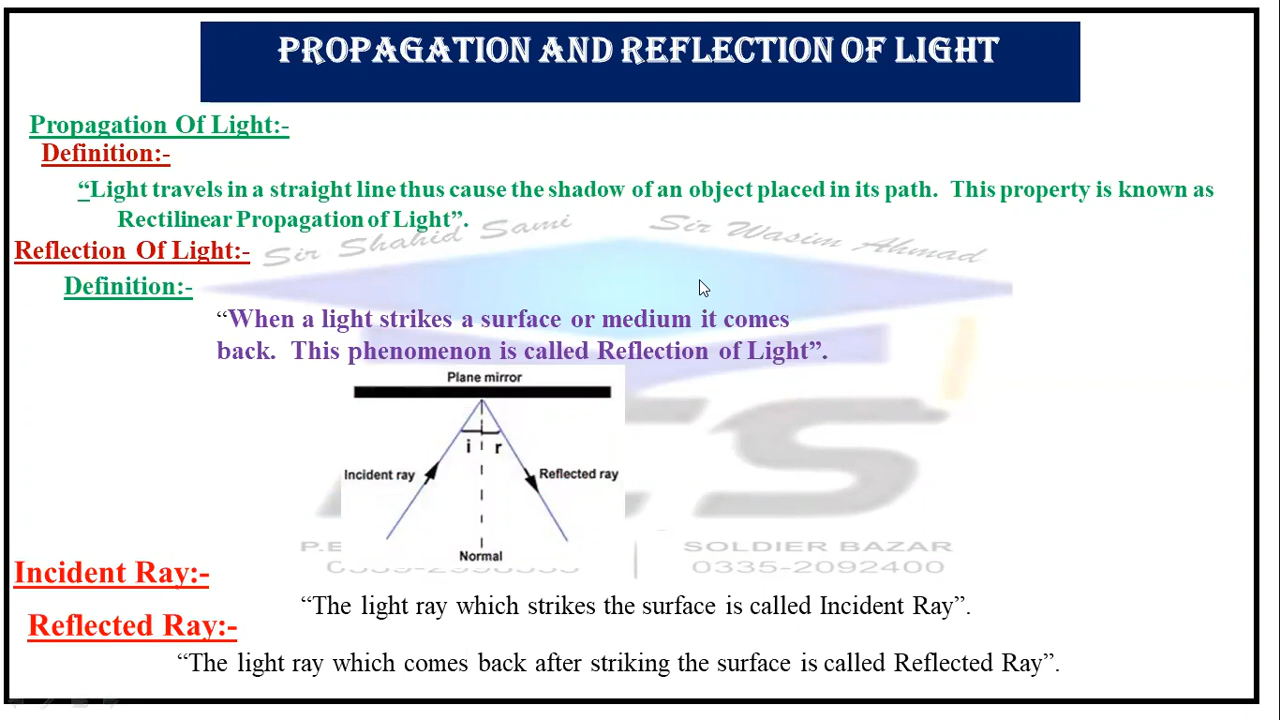 PROPAGATION AND REFLECTION OF LIGHT
Propagation Of Light:-
Definition:-
“Light travels in a straight line thus cause the shadow of an object placed in its path. This property is known as
Rectilinear Propagation of Light”.
Sir Shahid Sami
Sir Wasim Ahmad
Reflection Of Light:-
Definition:-
“When a light strikes a surface or medium it comes
back. This phenomenon is called Reflection of Light”.
Plane mirror
i r
Incident ray
Reflected ray
Normal
SOLDIER BAZAR
0335-2092400
Incident Ray:-
“The light ray which strikes the surface is called Incident Ray”.
Reflected Ray:-
“The light ray which comes back after striking the surface is called Reflected Ray”.